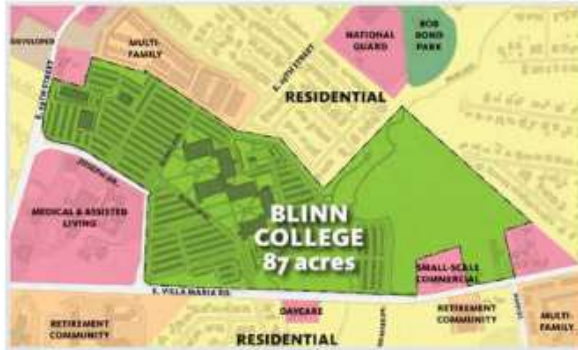 DEVELOPED
MULTI-
FAMILY
NATIONAL
GUARD
BOB
BOND
PARK
E. 29TH STREET
RESIDENTIAL
MEDICAL & ASSISTED
LIVING
BLINN
COLLEGE
87 acres
SMALL-SCALE
COMMERCIAL
E. VILLA MARIA RD.
DAYCARE
RETIREMENT
COMMUNITY
RESIDENTIAL
RETIREMENT
COMMUNITY
MULTI-
FAMILY